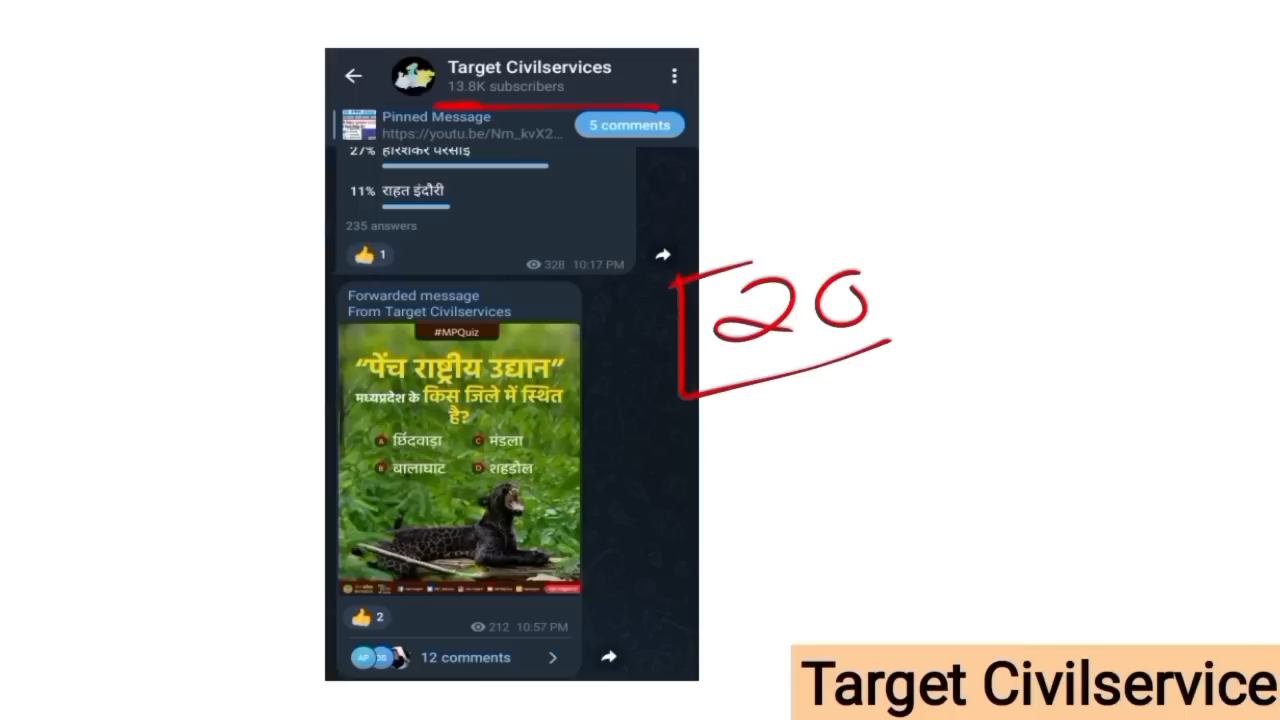 Target Civilservices
13.8K subscribers
Pinned Message
https://youtu.be/Nm_kvX2...
5 comments
27% हरिशंकर परसाई
11% राहत इंदौरी
235 answers
1
328 10:17 PM
20
Forwarded message
From Target Civilservices
#MPQuiz
“पेंच राष्ट्रीय उद्यान”
मध्यप्रदेश के किस जिले में स्थित
है?
A छिंदवाड़ा C मंडला
B बालाघाट D शहडोल
2
212 10:57 PM
AP DS 12 comments
Target Civilservice